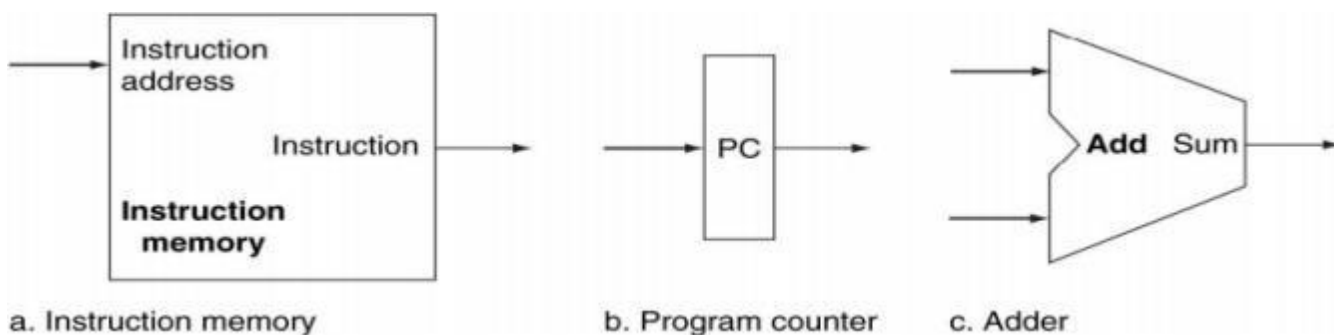 Instruction
address
Instruction
Instruction
memory
PC
Add Sum
a. Instruction memory
b. Program counter
c. Adder